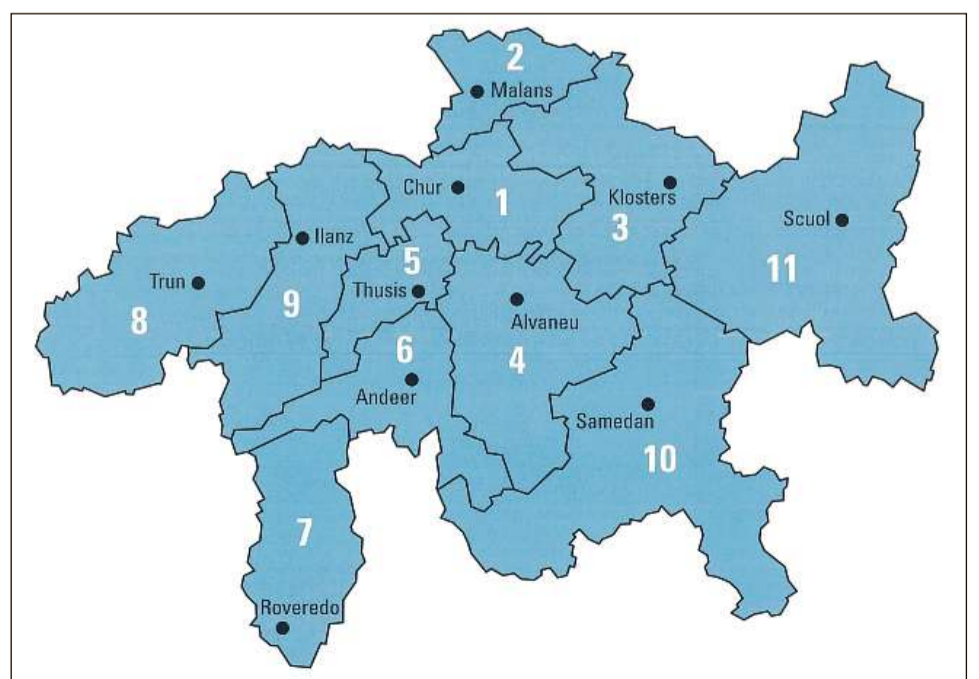 2
Malans
Chur
1
Klosters
3
Scuol
11
Ilanz
5
Thusis
Trun
8
9
Alvaneu
4
6
Andeer
Samedan
10
7
Roveredo